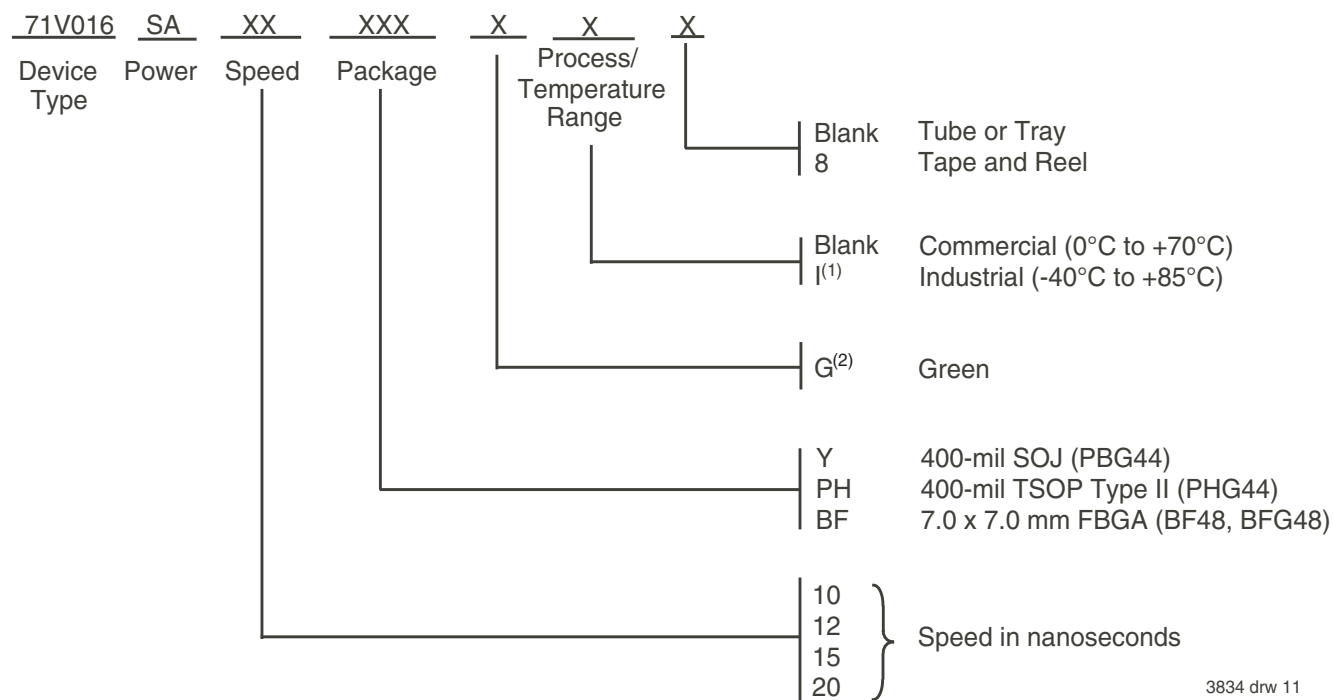 71V016 SA XX XXX X X X
Device Type Power Speed Package Process/ Temperature Range
Blank Tube or Tray
8 Tape and Reel
Blank Commercial (0°C to +70°C)
I(1) Industrial (-40°C to +85°C)
G(2) Green
Y 400-mil SOJ (PBG44)
PH 400-mil TSOP Type II (PHG44)
BF 7.0 x 7.0 mm FBGA (BF48, BFG48)
10
12
15
20
Speed in nanoseconds
3834 drw 11